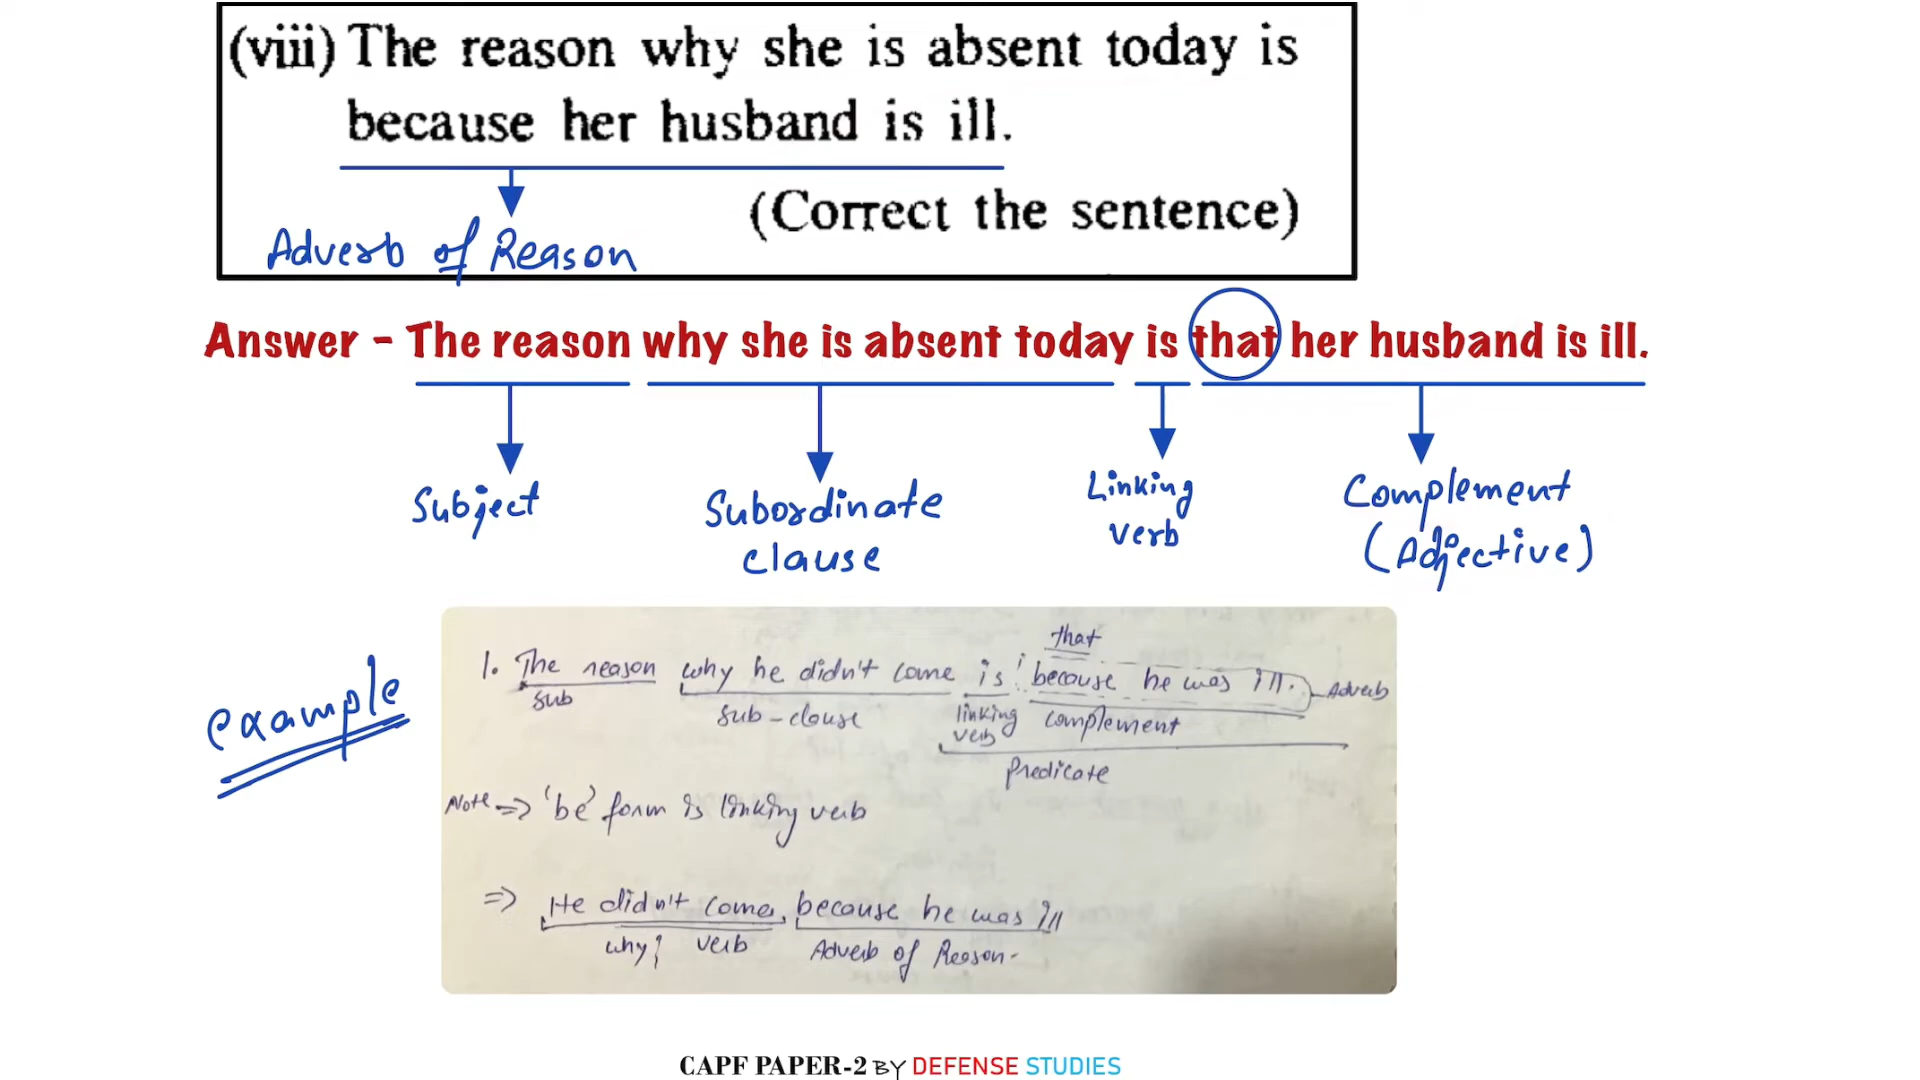 (viii) The reason why she is absent today is
because her husband is ill.
(Correct the sentence)
Adverb of Reason
Answer - The reason why she is absent today is that her husband is ill.
Subject
Subordinate clause
Linking verb
Complement (Adjective)
example
that
1. The reason why he didn't come is because he was ill. Adverb
sub
sub-clause
linking verb
complement
Predicate
Note => 'be' form is linking verb
=> He didn't come, because he was ill
why? verb Adverb of Reason.
CAPF PAPER-2 BY DEFENSE STUDIES